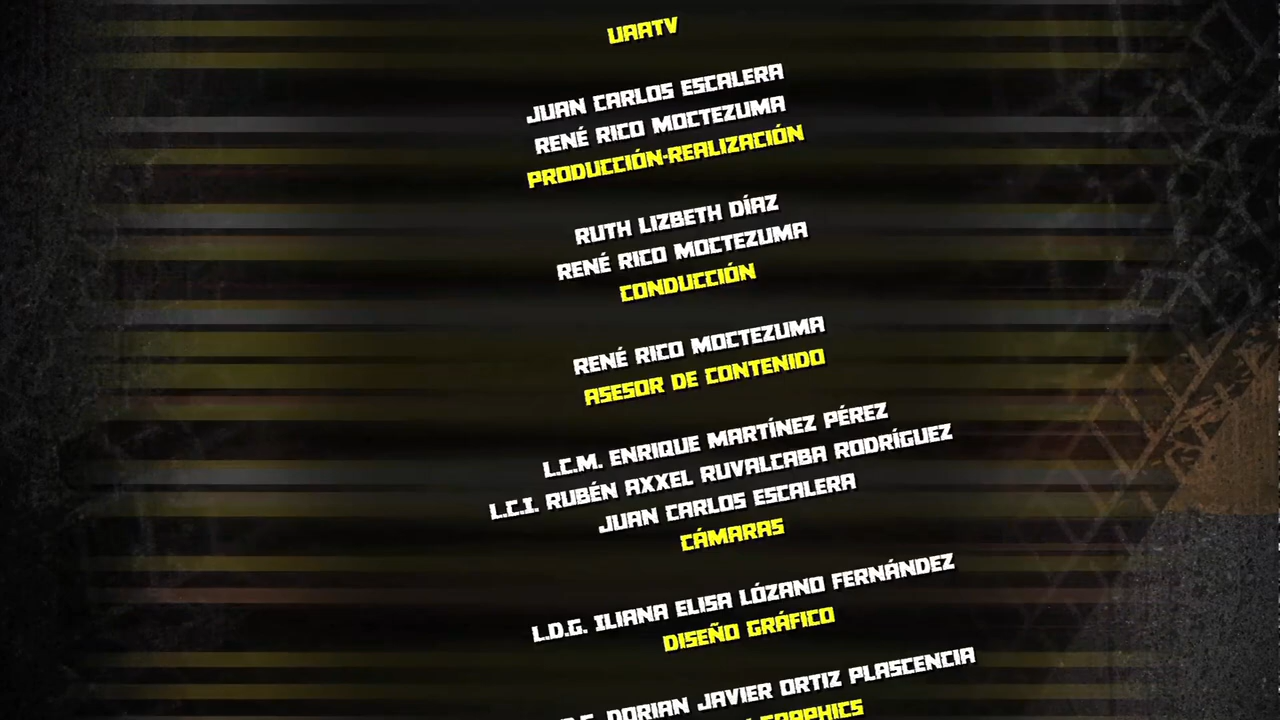 UAATV
JUAN CARLOS ESCALERA
RENÉ RICO MOCTEZUMA
PRODUCCIÓN-REALIZACIÓN
RUTH LIZBETH DÍAZ
RENÉ RICO MOCTEZUMA
CONDUCCIÓN
RENÉ RICO MOCTEZUMA
ASESOR DE CONTENIDO
L.C.M. ENRIQUE MARTÍNEZ PÉREZ
L.C.I. RUBÉN AXXEL RUVALCABA RODRÍGUEZ
JUAN CARLOS ESCALERA
CÁMARAS
L.D.G. ILIANA ELISA LÓZANO FERNÁNDEZ
DISEÑO GRÁFICO
DORIAN JAVIER ORTIZ PLASCENCIA
GRAPHICS